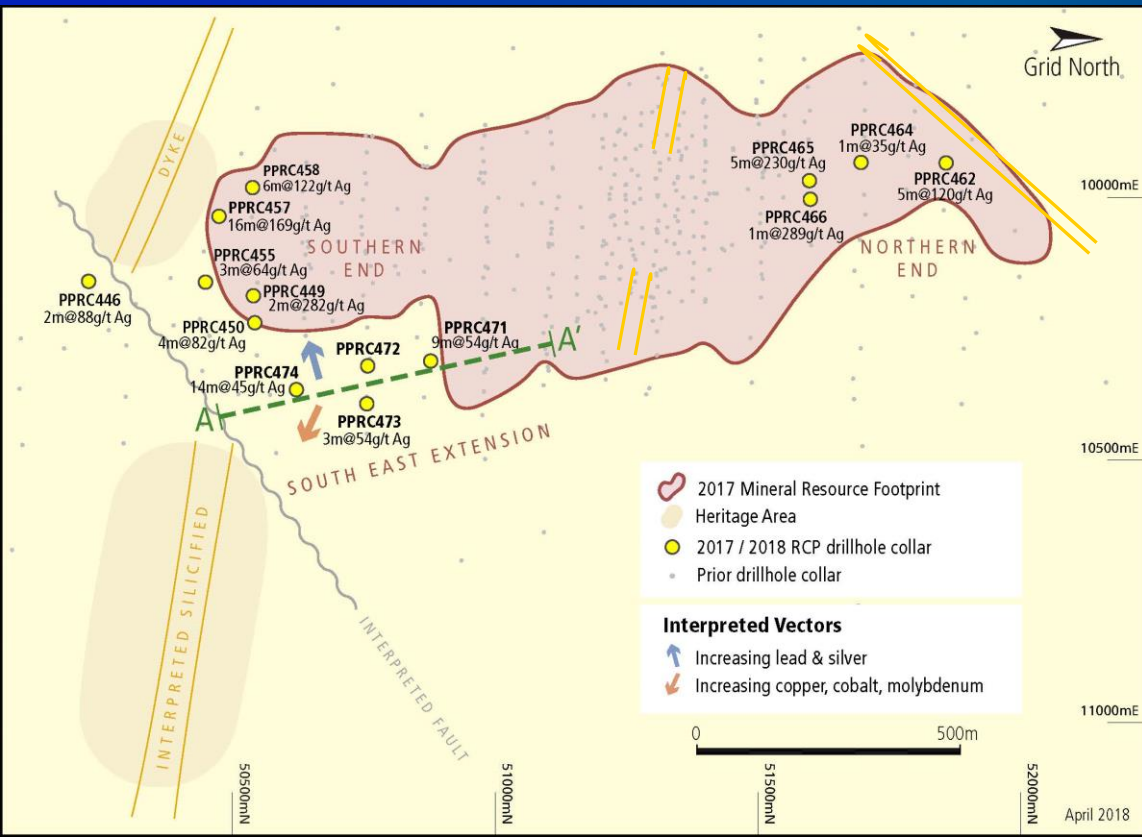 Grid North
DYKE
PPRC458
6m@122g/t Ag
PPRC457
16m@169g/t Ag
SOUTHERN
END
PPRC455
3m@64g/t Ag
PPRC449
2m@282g/t Ag
PPRC446
2m@88g/t Ag
PPRC450
4m@82g/t Ag
PPRC464
1m@35g/t Ag
PPRC465
5m@230g/t Ag
PPRC462
5m@120g/t Ag
PPRC466
1m@289g/t Ag
NORTHERN
END
10000mE
PPRC471
9m@54g/t Ag
PPRC472
A'
PPRC474
14m@45g/t Ag
A
PPRC473
3m@54g/t Ag
SOUTH EAST EXTENSION
10500mE
2017 Mineral Resource Footprint
Heritage Area
2017 / 2018 RCP drillhole collar
Prior drillhole collar
Interpreted Vectors
Increasing lead & silver
Increasing copper, cobalt, molybdenum
INTERPRETED SILICIFIED
INTERPRETED FAULT
11000mE
0 500m
50500mN
51000mN
51500mN
52000mN
April 2018